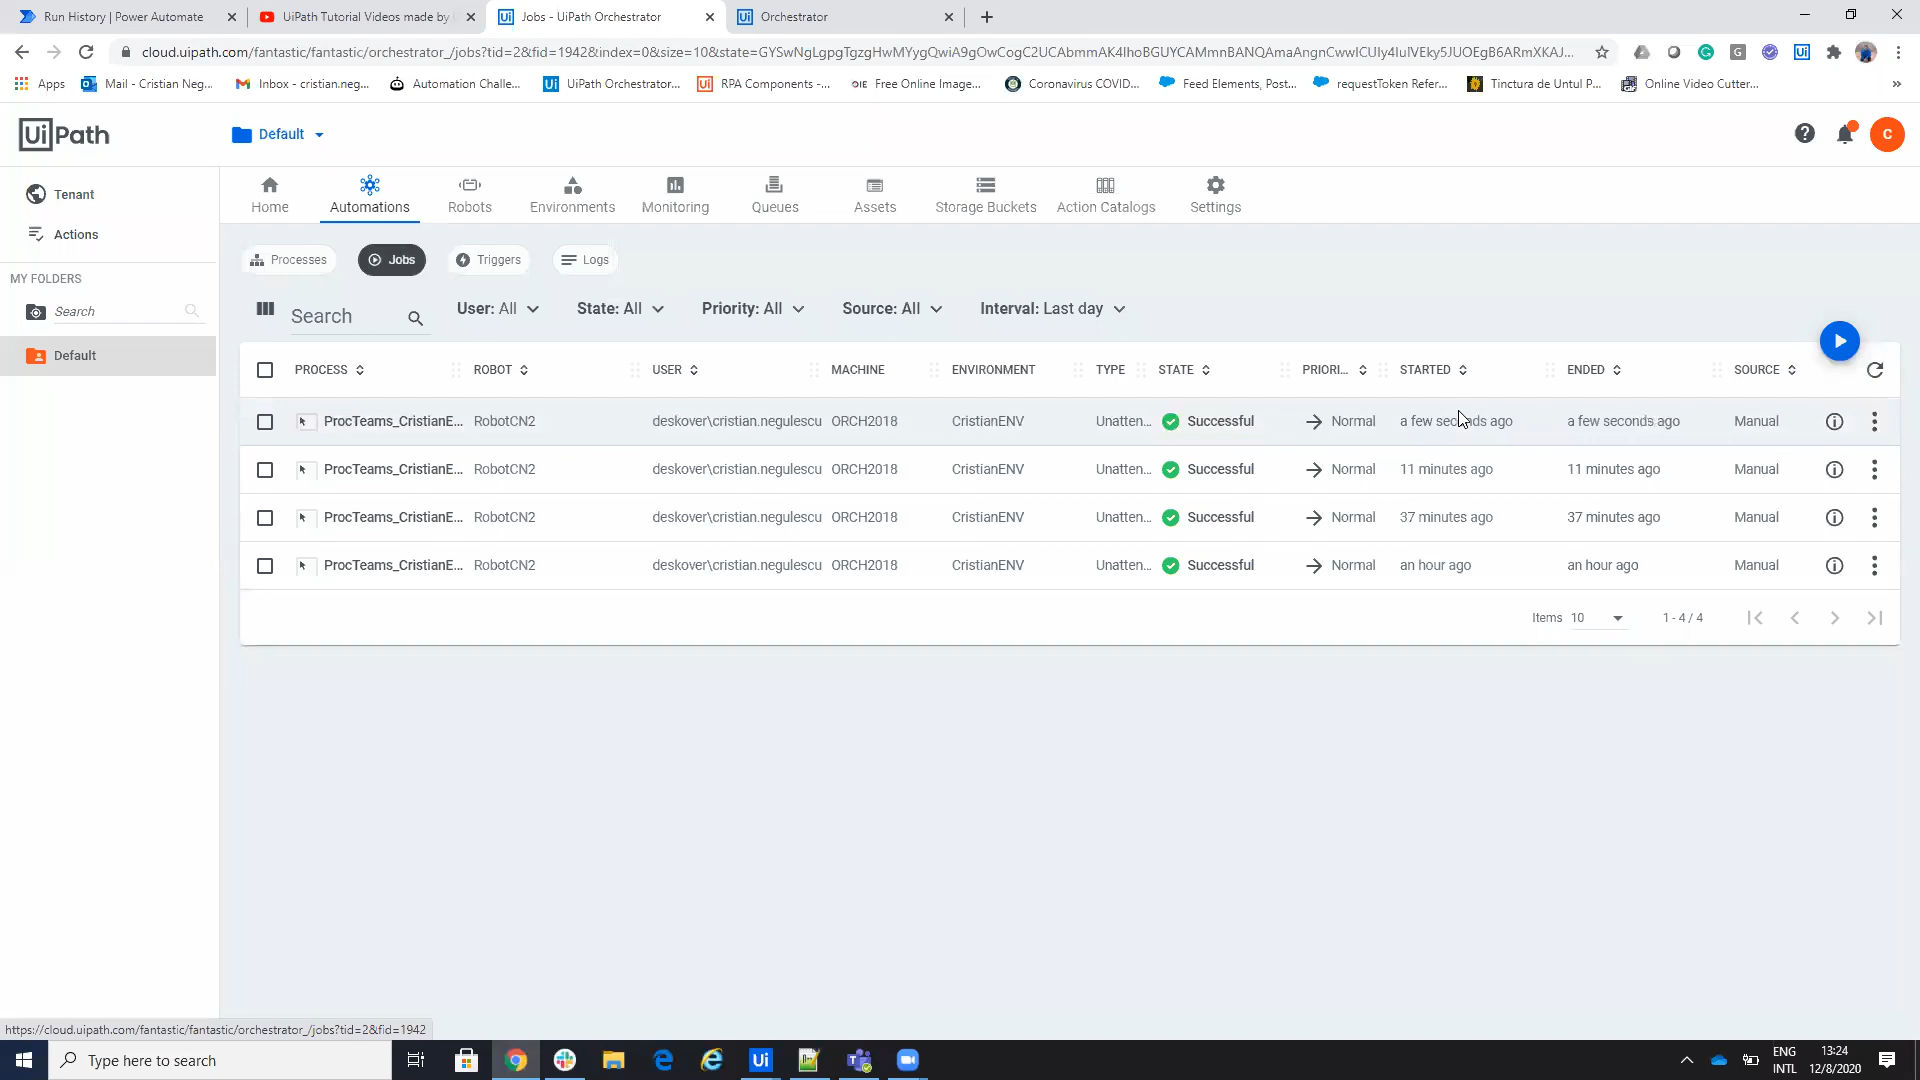 Run History | Power Automate
UiPath Tutorial Videos made by
Jobs - UiPath Orchestrator
Orchestrator
cloud.uipath.com/fantastic/fantastic/orchestrator_/jobs?tid=2&fid=1942&index=0&size=10&state=
Apps
Mail - Cristian Neg...
Inbox - cristian.neg...
Automation Challe...
UiPath Orchestrator...
RPA Components -...
Free Online Image...
Coronavirus COVID...
Feed Elements, Post...
requestToken Refer...
Tinctura de Untul P...
Online Video Cutter...
UiPath
Default
C
Tenant
Actions
MY FOLDERS
Search
Default
Home
Automations
Robots
Environments
Monitoring
Queues
Assets
Storage Buckets
Action Catalogs
Settings
Processes
Jobs
Triggers
Logs
Search
User: All
State: All
Priority: All
Source: All
Interval: Last day
PROCESS ROBOT USER MACHINE ENVIRONMENT TYPE STATE PRIORI... STARTED ENDED SOURCE
ProcTeams_CristianE... RobotCN2 deskover\cristian.negulescu ORCH2018 CristianENV Unatten... Successful Normal a few seconds ago a few seconds ago Manual
ProcTeams_CristianE... RobotCN2 deskover\cristian.negulescu ORCH2018 CristianENV Unatten... Successful Normal 11 minutes ago 11 minutes ago Manual
ProcTeams_CristianE... RobotCN2 deskover\cristian.negulescu ORCH2018 CristianENV Unatten... Successful Normal 37 minutes ago 37 minutes ago Manual
ProcTeams_CristianE... RobotCN2 deskover\cristian.negulescu ORCH2018 CristianENV Unatten... Successful Normal an hour ago an hour ago Manual
Items 10 1 - 4 / 4
https://cloud.uipath.com/fantastic/fantastic/orchestrator_/jobs?tid=2&fid=1942
Type here to search
ENG
INTL
13:24
12/8/2020